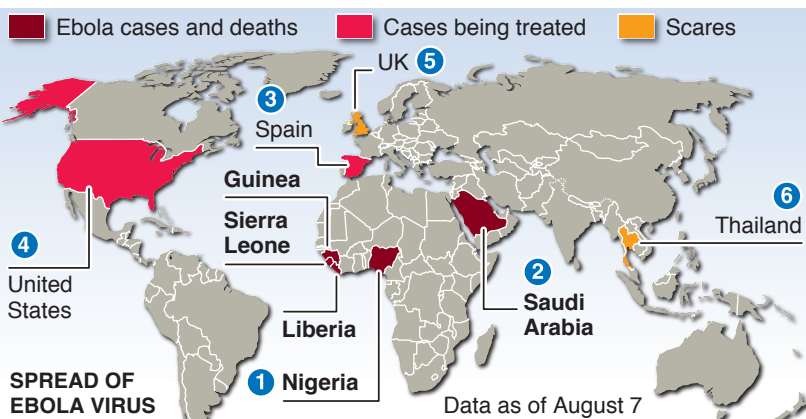 Ebola cases and deaths
Cases being treated
Scares
UK 5
3
Spain
Guinea
Sierra
Leone
6
Thailand
4
United
States
2
Saudi
Arabia
Liberia
1 Nigeria
SPREAD OF
EBOLA VIRUS
Data as of August 7